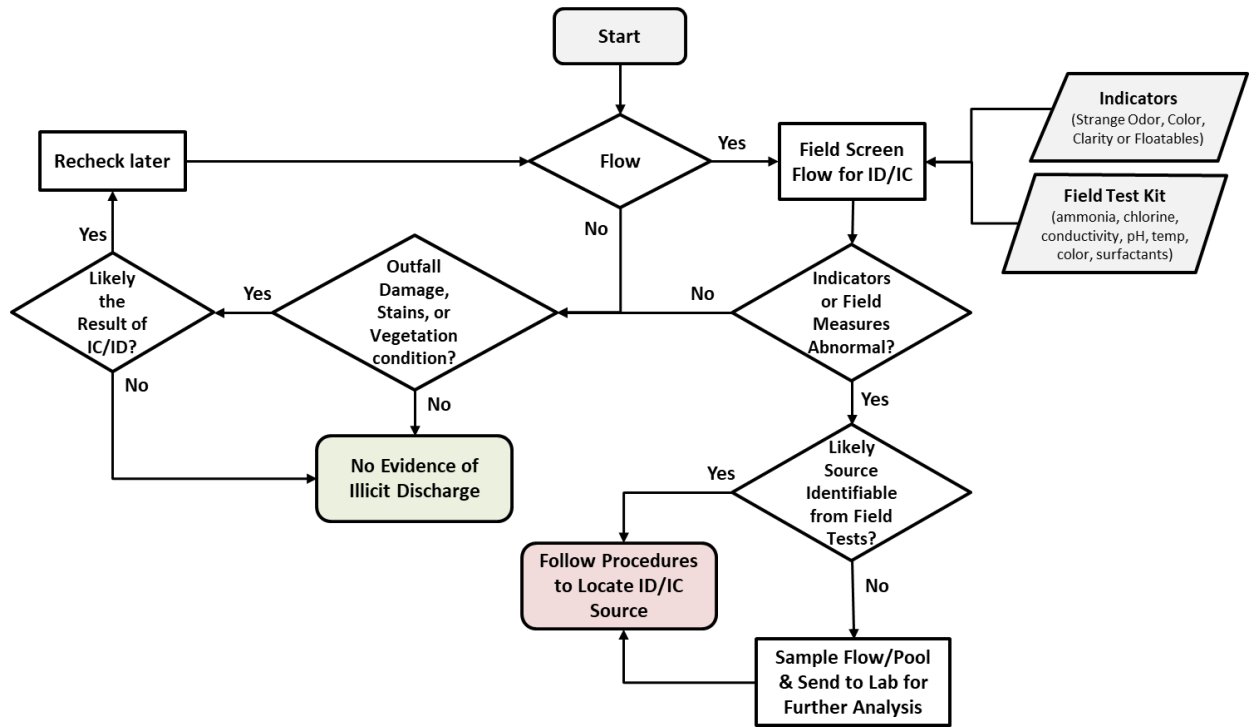 Start
Indicators
(Strange Odor, Color,
Clarity or Floatables)
Recheck later
Flow
Yes
Field Screen
Flow for ID/IC
Field Test Kit
(ammonia, chlorine,
conductivity, pH, temp,
color, surfactants)
No
Yes
Likely
the
Result of
IC/ID?
Yes
Outfall
Damage,
Stains, or
Vegetation
condition?
No
Indicators
or Field
Measures
Abnormal?
No
No
Yes
No Evidence of
Illicit Discharge
Yes
Likely
Source
Identifiable
from Field
Tests?
Follow Procedures
to Locate ID/IC
Source
No
Sample Flow/Pool
& Send to Lab for
Further Analysis